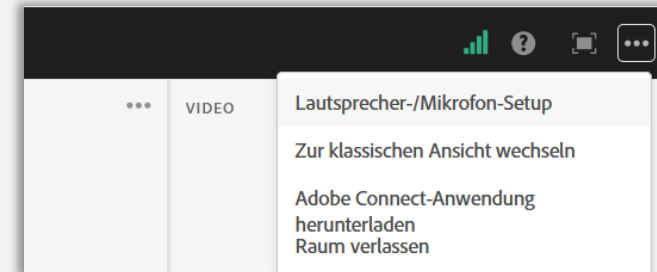 VIDEO
Lautsprecher-/Mikrofon-Setup
Zur klassischen Ansicht wechseln
Adobe Connect-Anwendung
herunterladen
Raum verlassen